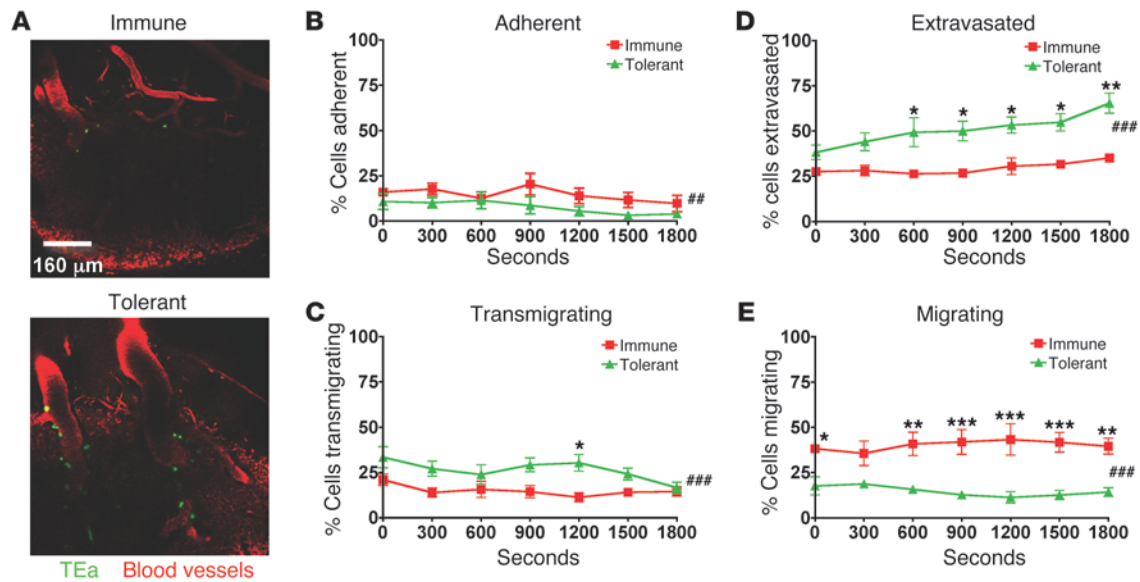 A
Immune
160 µm
Tolerant
TEa Blood vessels
B
Adherent
Immune
Tolerant
% Cells adherent
100
75
50
25
0
##
0 300 600 900 1200 1500 1800
Seconds
C
Transmigrating
Immune
Tolerant
% Cells transmigrating
100
75
50
25
0
*
###
0 300 600 900 1200 1500 1800
Seconds
D
Extravasated
Immune
Tolerant
% cells extravasated
100
75
50
25
0
* * * * **
###
0 300 600 900 1200 1500 1800
Seconds
E
Migrating
Immune
Tolerant
% Cells migrating
100
75
50
25
0
* ** *** *** *** **
###
0 300 600 900 1200 1500 1800
Seconds